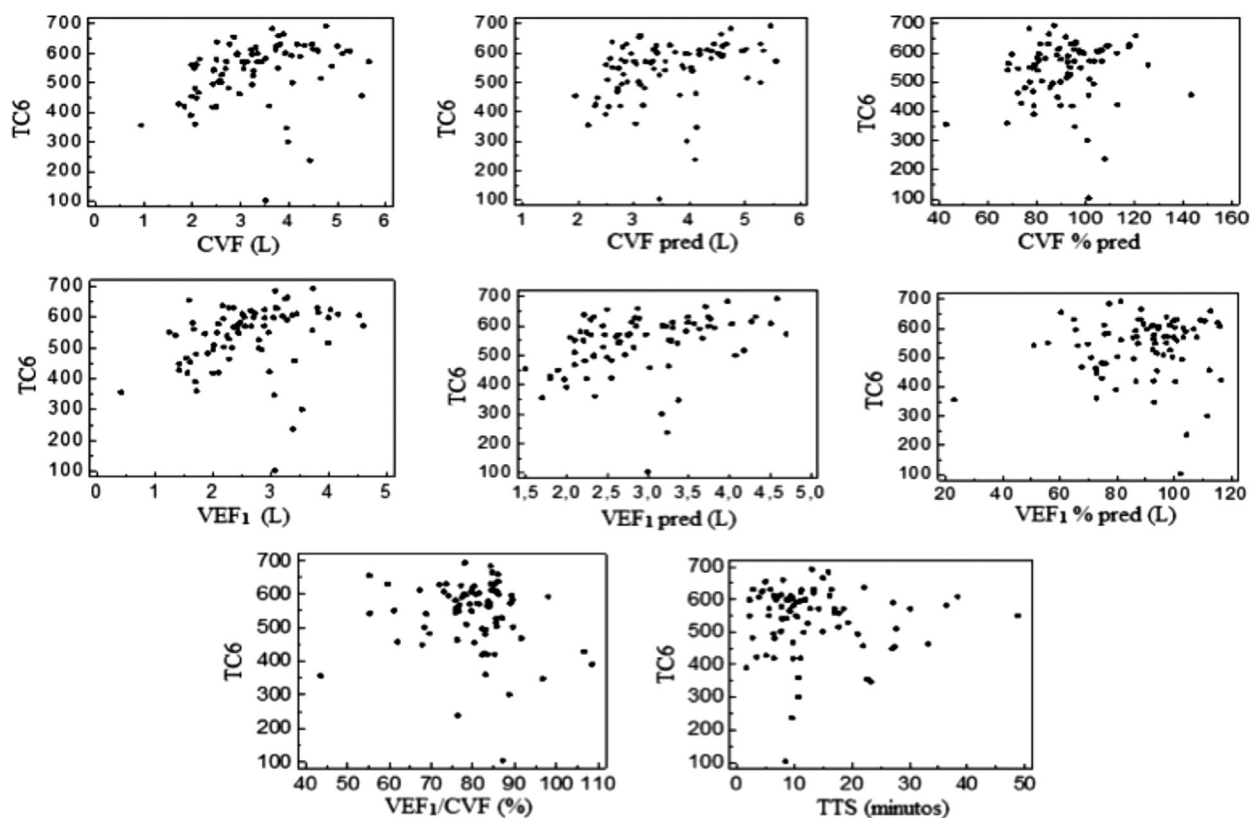 TC6
700
600
500
400
300
200
100
0 1 2 3 4 5 6
CVF (L)
TC6
700
600
500
400
300
200
100
1 2 3 4 5 6
CVF pred (L)
TC6
700
600
500
400
300
200
100
40 60 80 100 120 140 160
CVF % pred
TC6
700
600
500
400
300
200
100
0 1 2 3 4 5
VEF1 (L)
TC6
700
600
500
400
300
200
100
1,5 2,0 2,5 3,0 3,5 4,0 4,5 5,0
VEF1 pred (L)
TC6
700
600
500
400
300
200
100
20 40 60 80 100 120
VEF1 % pred (L)
TC6
700
600
500
400
300
200
100
40 50 60 70 80 90 100 110
VEF1/CVF (%)
TC6
700
600
500
400
300
200
100
0 10 20 30 40 50
TTS (minutos)